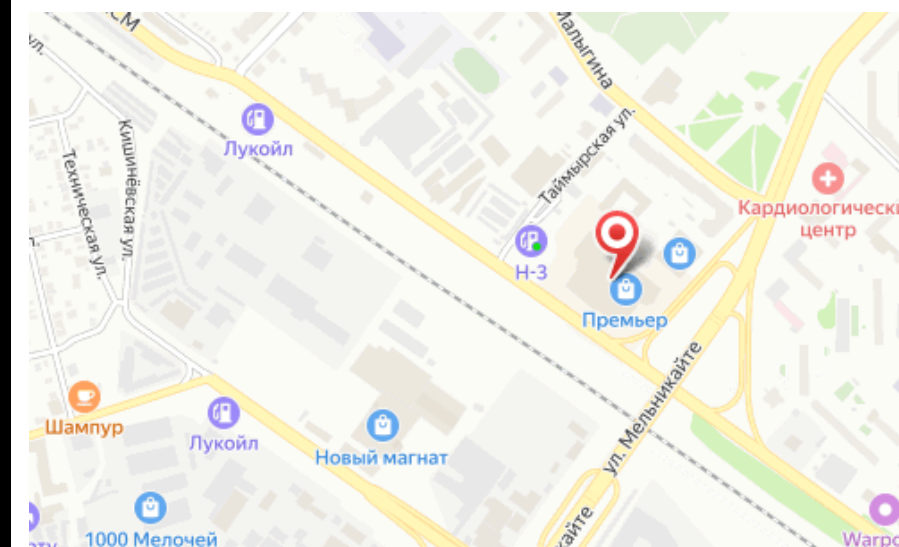 Малыгина
Лукойл
Таймырская ул.
Кишинёвская ул.
Техническая ул.
Кардиологически
центр
Н-3
Премьер
ул. Мельникайте
Шампур
Лукойл
Новый магнат
1000 Мелочей